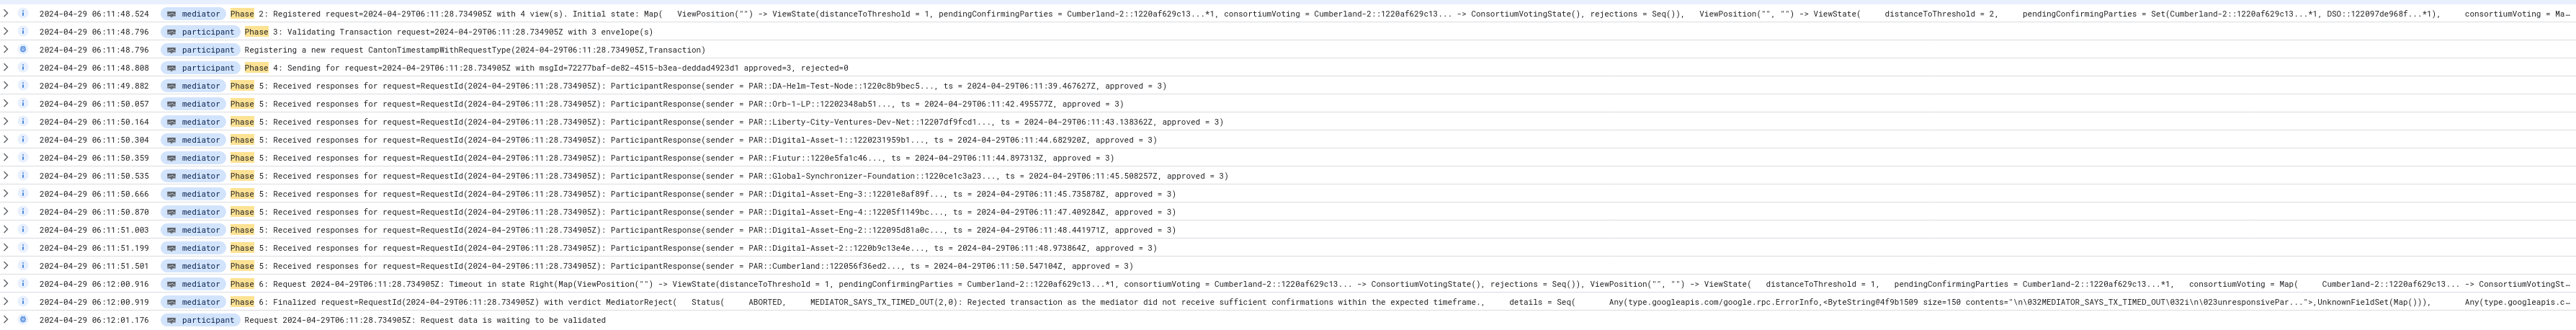 2024-04-29 06:11:48.524 mediator Phase 2: Registered request=2024-04-29T06:11:28.734905Z with 4 view(s). Initial state: Map( ViewPosition("") -> ViewState(distanceToThreshold = 1, pendingConfirmingParties = Cumberland-2::1220af629c13...*1, consortiumVoting = Cumberland-2::1220af629c13... -> ConsortiumVotingState(), rejections = Seq()), ViewPosition("", "") -> ViewState( distanceToThreshold = 2, pendingConfirmingParties = Set(Cumberland-2::1220af629c13...*1, DSO::122097de968f...*1), consortiumVoting = Ma…
2024-04-29 06:11:48.796 participant Phase 3: Validating Transaction request=2024-04-29T06:11:28.734905Z with 3 envelope(s)
2024-04-29 06:11:48.796 participant Registering a new request CantonTimestampWithRequestType(2024-04-29T06:11:28.734905Z,Transaction)
2024-04-29 06:11:48.808 participant Phase 4: Sending for request=2024-04-29T06:11:28.734905Z with msgId=72277baf-de82-4515-b3ea-deddad4923d1 approved=3, rejected=0
2024-04-29 06:11:49.882 mediator Phase 5: Received responses for request=RequestId(2024-04-29T06:11:28.734905Z): ParticipantResponse(sender = PAR::DA-Helm-Test-Node::1220c8b9bec5..., ts = 2024-04-29T06:11:39.467627Z, approved = 3)
2024-04-29 06:11:50.057 mediator Phase 5: Received responses for request=RequestId(2024-04-29T06:11:28.734905Z): ParticipantResponse(sender = PAR::Orb-1-LP::12202348ab51..., ts = 2024-04-29T06:11:42.495577Z, approved = 3)
2024-04-29 06:11:50.164 mediator Phase 5: Received responses for request=RequestId(2024-04-29T06:11:28.734905Z): ParticipantResponse(sender = PAR::Liberty-City-Ventures-Dev-Net::12207df9fcd1..., ts = 2024-04-29T06:11:43.138362Z, approved = 3)
2024-04-29 06:11:50.304 mediator Phase 5: Received responses for request=RequestId(2024-04-29T06:11:28.734905Z): ParticipantResponse(sender = PAR::Digital-Asset-1::1220231959b1..., ts = 2024-04-29T06:11:44.682920Z, approved = 3)
2024-04-29 06:11:50.359 mediator Phase 5: Received responses for request=RequestId(2024-04-29T06:11:28.734905Z): ParticipantResponse(sender = PAR::Fiutur::1220e5fa1c46..., ts = 2024-04-29T06:11:44.897313Z, approved = 3)
2024-04-29 06:11:50.535 mediator Phase 5: Received responses for request=RequestId(2024-04-29T06:11:28.734905Z): ParticipantResponse(sender = PAR::Global-Synchronizer-Foundation::1220ce1c3a23..., ts = 2024-04-29T06:11:45.508257Z, approved = 3)
2024-04-29 06:11:50.666 mediator Phase 5: Received responses for request=RequestId(2024-04-29T06:11:28.734905Z): ParticipantResponse(sender = PAR::Digital-Asset-Eng-3::12201e8af89f..., ts = 2024-04-29T06:11:45.735878Z, approved = 3)
2024-04-29 06:11:50.870 mediator Phase 5: Received responses for request=RequestId(2024-04-29T06:11:28.734905Z): ParticipantResponse(sender = PAR::Digital-Asset-Eng-4::12205f1149bc..., ts = 2024-04-29T06:11:47.409284Z, approved = 3)
2024-04-29 06:11:51.003 mediator Phase 5: Received responses for request=RequestId(2024-04-29T06:11:28.734905Z): ParticipantResponse(sender = PAR::Digital-Asset-Eng-2::122095d81a0c..., ts = 2024-04-29T06:11:48.441971Z, approved = 3)
2024-04-29 06:11:51.199 mediator Phase 5: Received responses for request=RequestId(2024-04-29T06:11:28.734905Z): ParticipantResponse(sender = PAR::Digital-Asset-2::1220b9c13e4e..., ts = 2024-04-29T06:11:48.973864Z, approved = 3)
2024-04-29 06:11:51.501 mediator Phase 5: Received responses for request=RequestId(2024-04-29T06:11:28.734905Z): ParticipantResponse(sender = PAR::Cumberland::122056f36ed2..., ts = 2024-04-29T06:11:50.547104Z, approved = 3)
2024-04-29 06:12:00.916 mediator Phase 6: Request 2024-04-29T06:11:28.734905Z: Timeout in state Right(Map(ViewPosition("") -> ViewState(distanceToThreshold = 1, pendingConfirmingParties = Cumberland-2::1220af629c13...*1, consortiumVoting = Cumberland-2::1220af629c13... -> ConsortiumVotingState(), rejections = Seq()), ViewPosition("", "") -> ViewState( distanceToThreshold = 1, pendingConfirmingParties = Cumberland-2::1220af629c13...*1, consortiumVoting = Map( Cumberland-2::1220af629c13... -> ConsortiumVotingSt…
2024-04-29 06:12:00.919 mediator Phase 6: Finalized request=RequestId(2024-04-29T06:11:28.734905Z) with verdict MediatorReject( Status( ABORTED, MEDIATOR_SAYS_TX_TIMED_OUT(2,0): Rejected transaction as the mediator did not receive sufficient confirmations within the expected timeframe., details = Seq( Any(type.googleapis.com/google.rpc.ErrorInfo,<ByteString@4f9b1509 size=150 contents="\n\032MEDIATOR_SAYS_TX_TIMED_OUT\032i\n\023unresponsivePar...">,UnknownFieldSet(Map())), Any(type.googleapis.c…
2024-04-29 06:12:01.176 participant Request 2024-04-29T06:11:28.734905Z: Request data is waiting to be validated